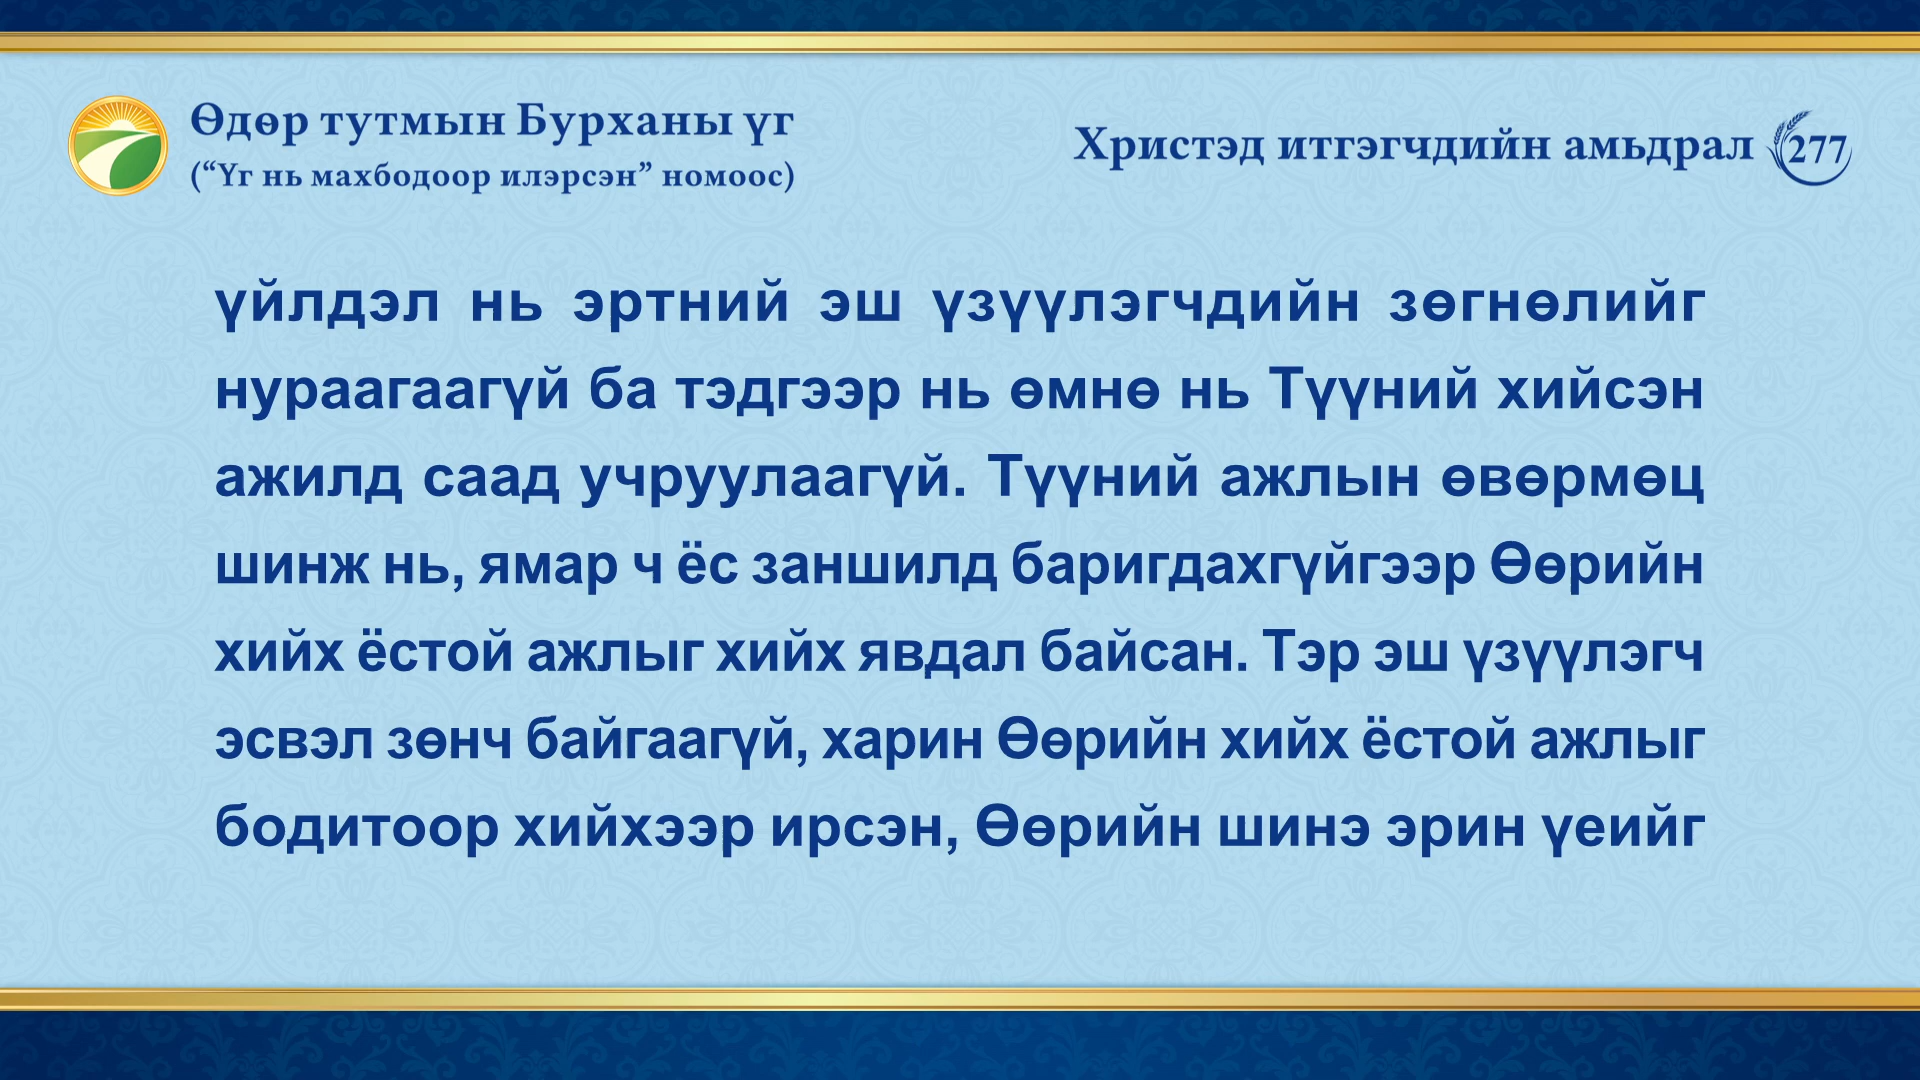 Өдөр тутмын Бурханы үг
(“Үг нь махбодоор илэрсэн” номоос)
Христэд итгэгчдийн амьдрал 277
үйлдэл нь эртний эш үзүүлэгчдийн зөгнөлийг
нураагаагүй ба тэдгээр нь өмнө нь Түүний хийсэн
ажилд саад учруулаагүй. Түүний ажлын өвөрмөц
шинж нь, ямар ч ёс заншилд баригдахгүйгээр Өөрийн
хийх ёстой ажлыг хийх явдал байсан. Тэр эш үзүүлэгч
эсвэл зөнч байгаагүй, харин Өөрийн хийх ёстой ажлыг
бодитоор хийхээр ирсэн, Өөрийн шинэ эрин үеийг